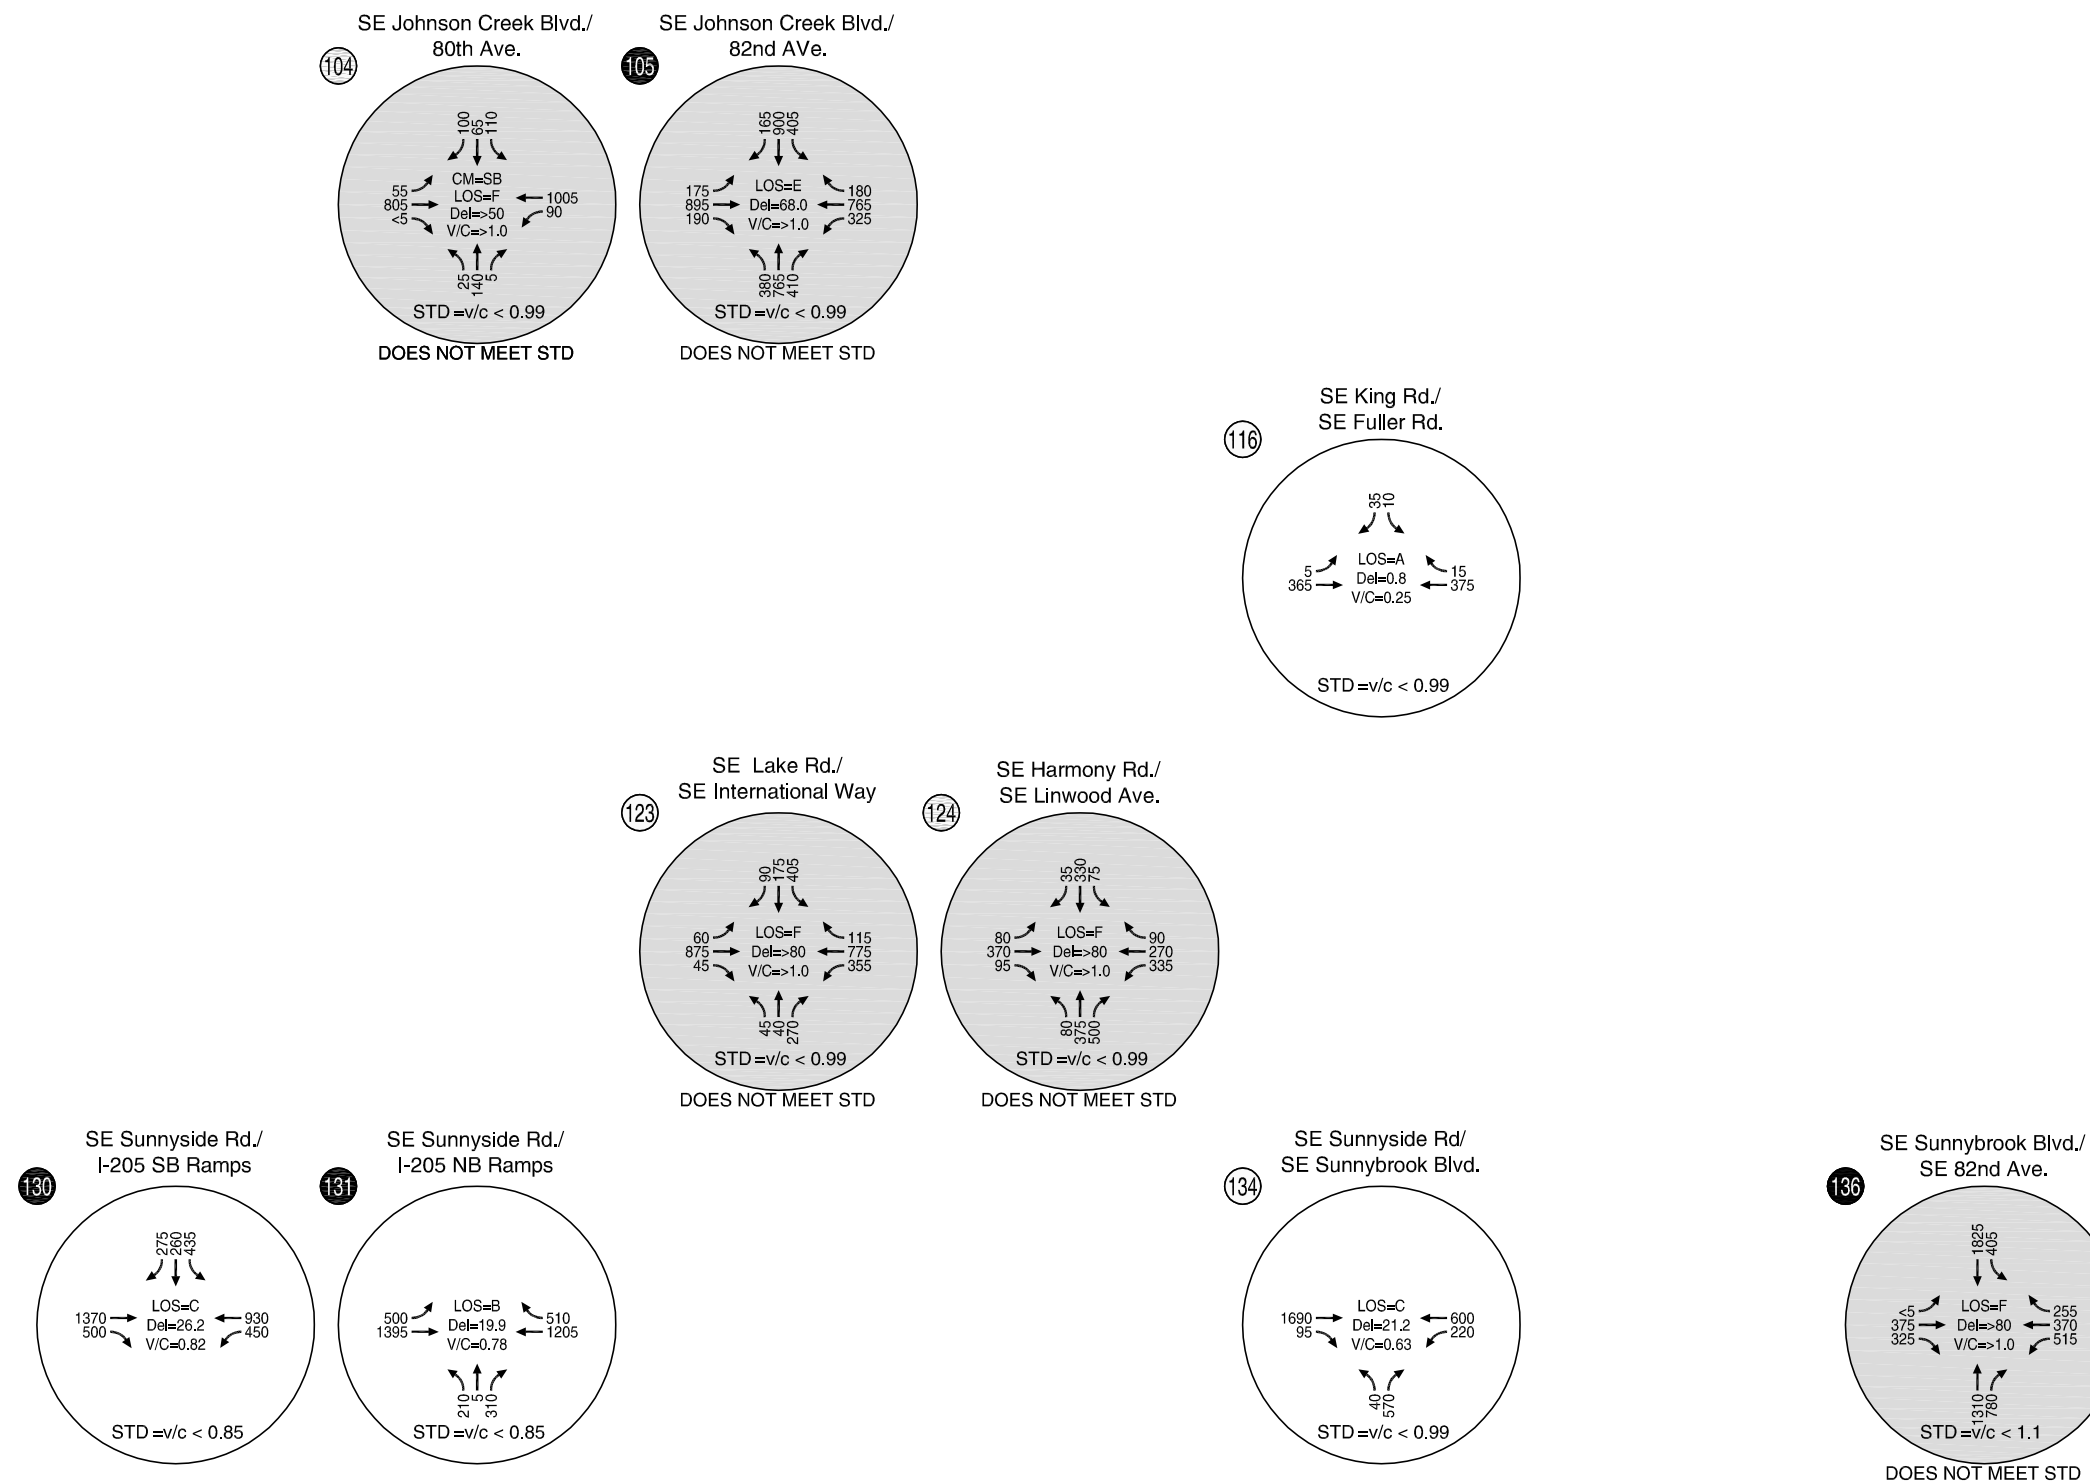 SE Johnson Creek Blvd./
80th Ave.
104
100
65
110
55
805
<5
CM=SB
LOS=F
Del=>50
V/C=>1.0
1005
90
25
140
5
STD =v/c < 0.99
DOES NOT MEET STD
SE Johnson Creek Blvd./
82nd AVe.
105
165
900
405
175
895
190
LOS=E
Del=68.0
V/C=>1.0
180
765
325
380
765
410
STD =v/c < 0.99
DOES NOT MEET STD
SE King Rd./
SE Fuller Rd.
116
35
10
5
365
LOS=A
Del=0.8
V/C=0.25
15
375
STD =v/c < 0.99
SE Lake Rd./
SE International Way
123
90
175
405
60
875
45
LOS=F
Del=>80
V/C=>1.0
115
775
355
45
40
270
STD =v/c < 0.99
DOES NOT MEET STD
SE Harmony Rd./
SE Linwood Ave.
124
35
330
75
80
370
95
LOS=F
Del=>80
V/C=>1.0
90
270
335
80
375
500
STD =v/c < 0.99
DOES NOT MEET STD
SE Sunnyside Rd./
I-205 SB Ramps
130
275
260
435
1370
500
LOS=C
Del=26.2
V/C=0.82
930
450
STD =v/c < 0.85
SE Sunnyside Rd./
I-205 NB Ramps
131
500
1395
LOS=B
Del=19.9
V/C=0.78
510
1205
210
5
310
STD =v/c < 0.85
SE Sunnyside Rd/
SE Sunnybrook Blvd.
134
1690
95
LOS=C
Del=21.2
V/C=0.63
600
220
40
570
STD =v/c < 0.99
SE Sunnybrook Blvd./
SE 82nd Ave.
136
1825
405
<5
375
325
LOS=F
Del=>80
V/C=>1.0
255
370
515
1310
780
STD =v/c < 1.1
DOES NOT MEET STD